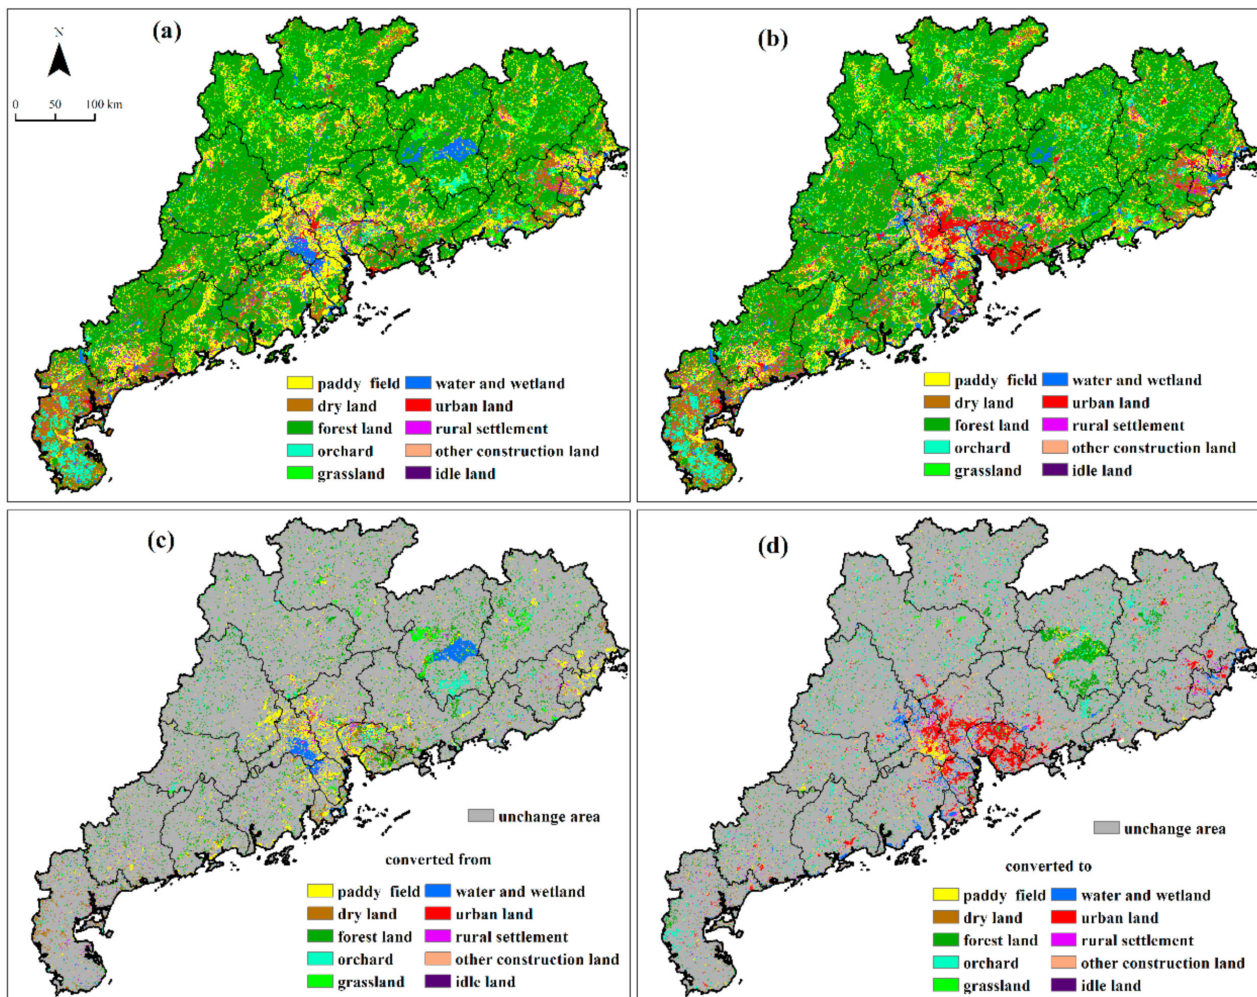 (a)
N
0 50 100 km
paddy field water and wetland
dry land urban land
forest land rural settlement
orchard other construction land
grassland idle land
(b)
paddy field water and wetland
dry land urban land
forest land rural settlement
orchard other construction land
grassland idle land
(c)
unchange area
converted from
paddy field water and wetland
dry land urban land
forest land rural settlement
orchard other construction land
grassland idle land
(d)
unchange area
converted to
paddy field water and wetland
dry land urban land
forest land rural settlement
orchard other construction land
grassland idle land